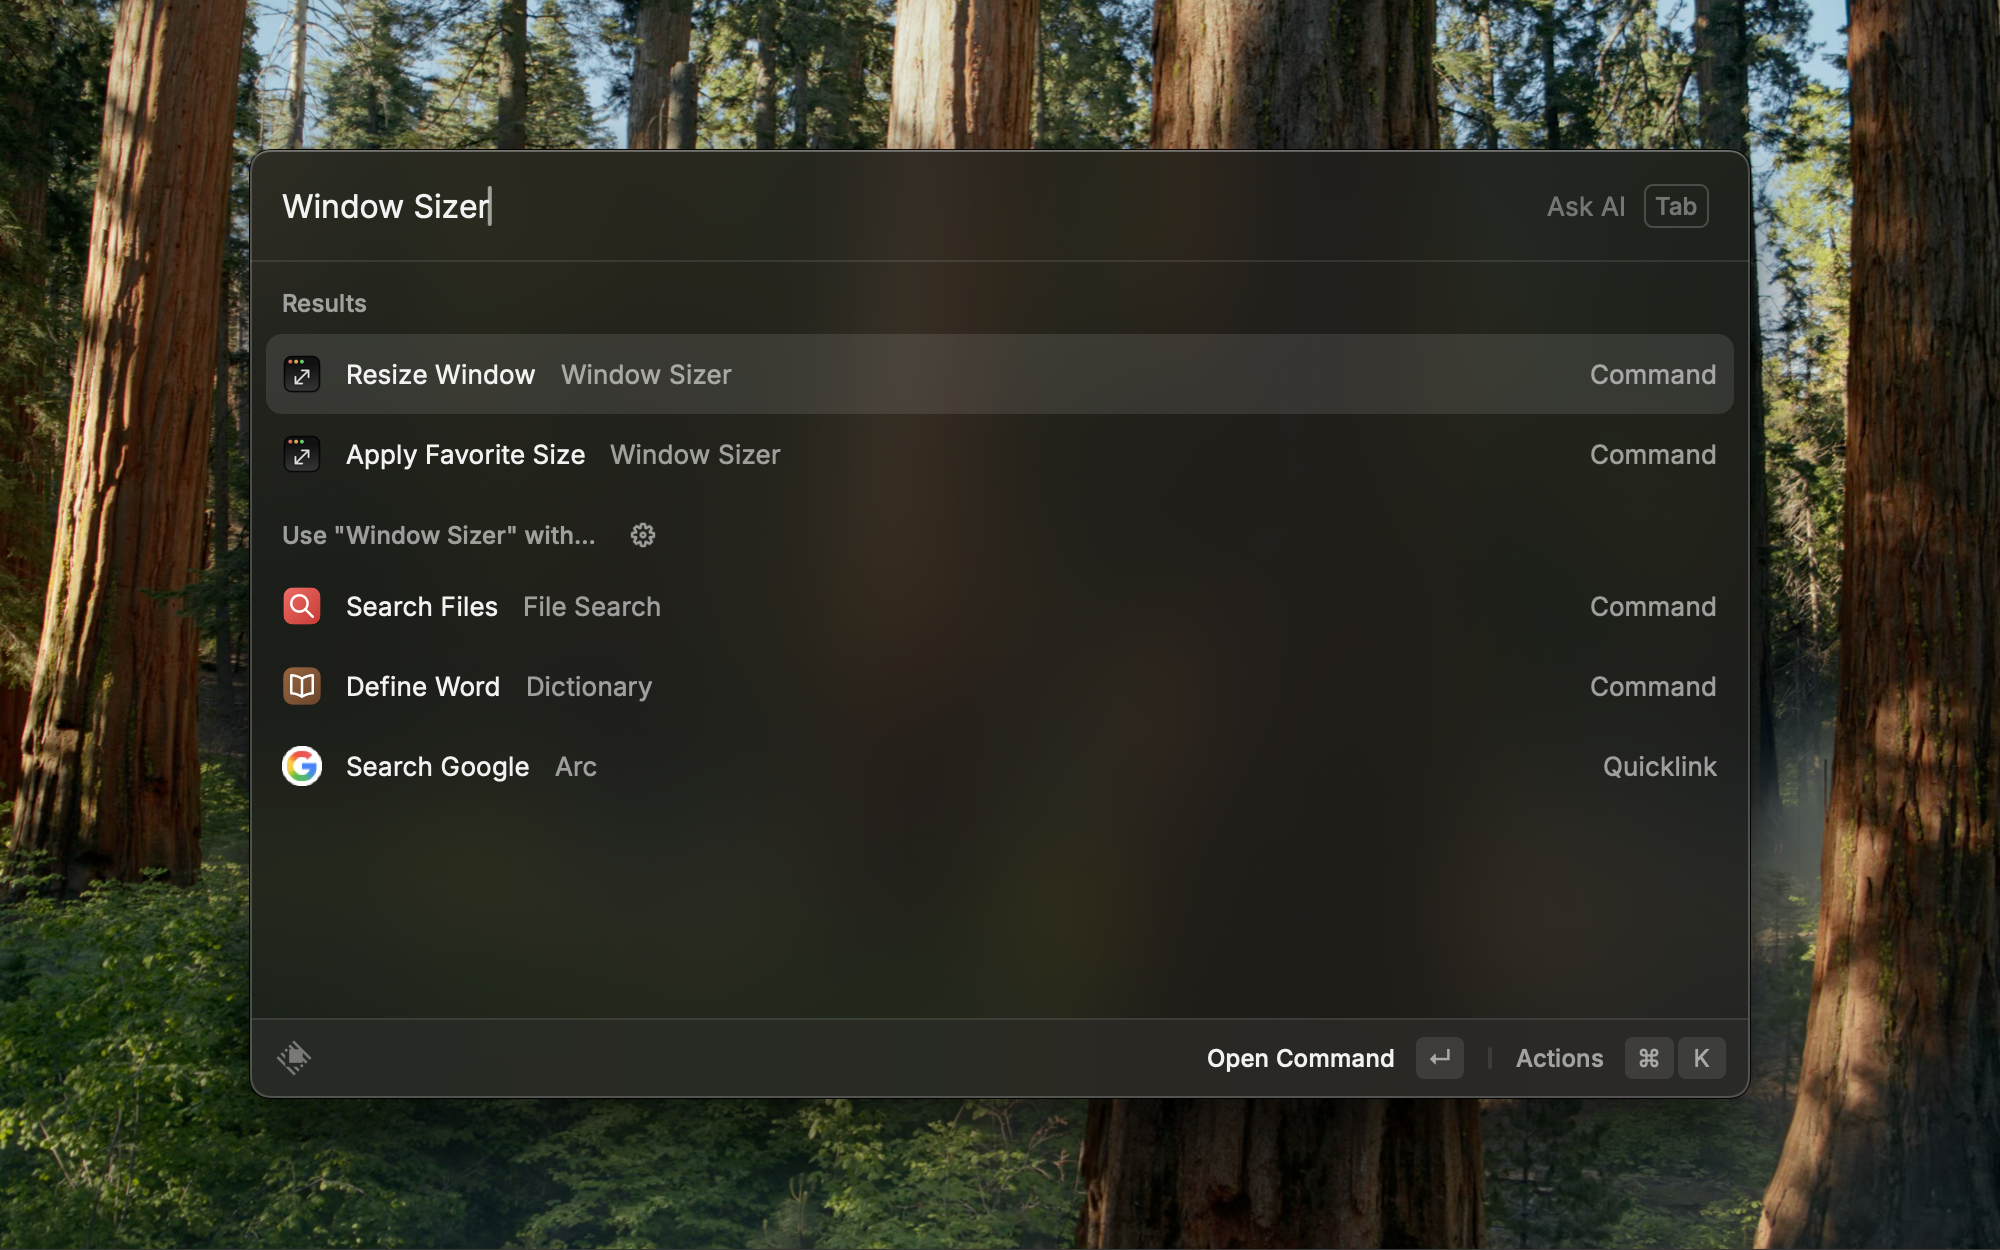 Window Sizer Ask AI Tab
Results
Resize Window Window Sizer Command
Apply Favorite Size Window Sizer Command
Use "Window Sizer" with...
Search Files File Search Command
Define Word Dictionary Command
Search Google Arc Quicklink
Open Command ↵ Actions ⌘ K